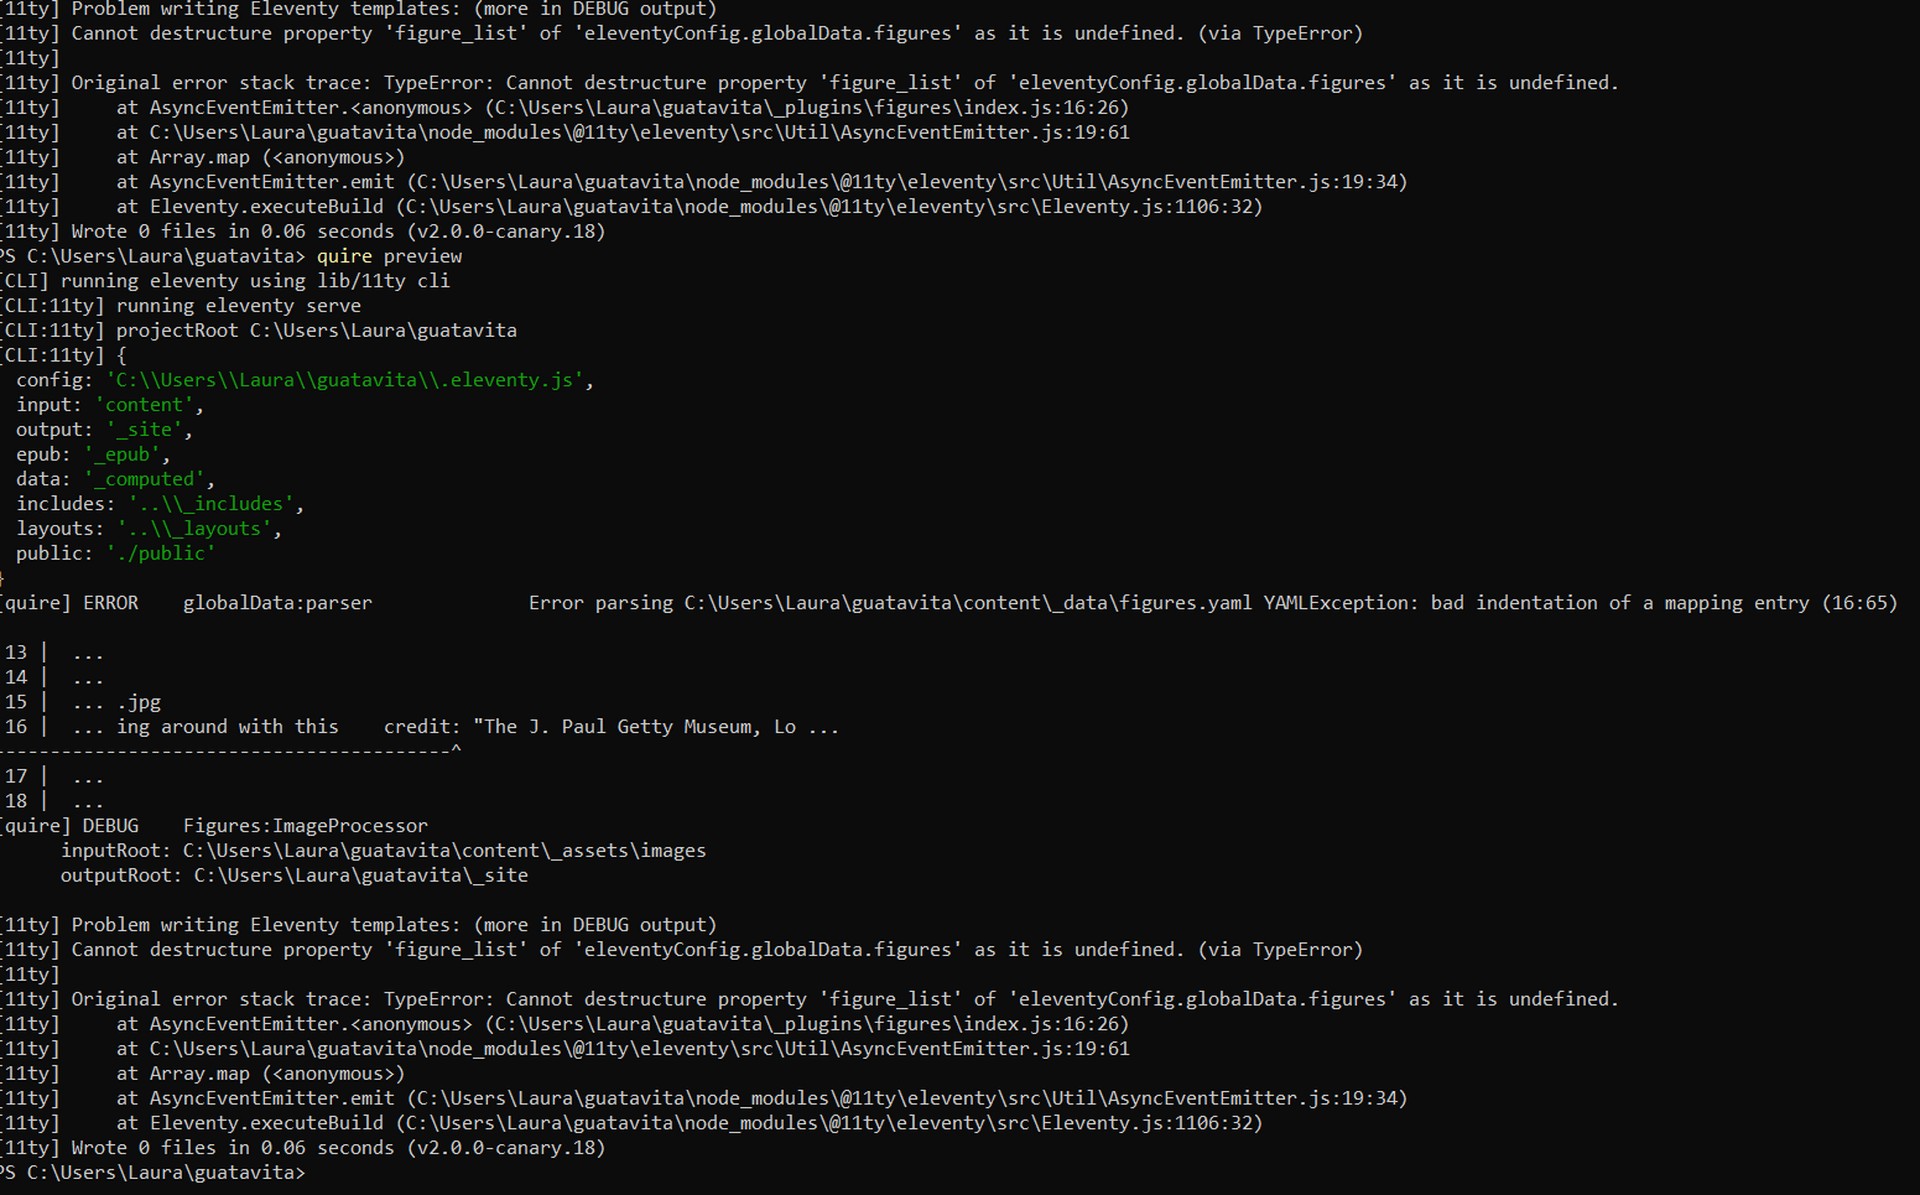 [11ty] Problem writing Eleventy templates: (more in DEBUG output)
[11ty] Cannot destructure property 'figure_list' of 'eleventyConfig.globalData.figures' as it is undefined. (via TypeError)
[11ty]
[11ty] Original error stack trace: TypeError: Cannot destructure property 'figure_list' of 'eleventyConfig.globalData.figures' as it is undefined.
[11ty]     at AsyncEventEmitter.<anonymous> (C:\Users\Laura\guatavita\_plugins\figures\index.js:16:26)
[11ty]     at C:\Users\Laura\guatavita\node_modules\@11ty\eleventy\src\Util\AsyncEventEmitter.js:19:61
[11ty]     at Array.map (<anonymous>)
[11ty]     at AsyncEventEmitter.emit (C:\Users\Laura\guatavita\node_modules\@11ty\eleventy\src\Util\AsyncEventEmitter.js:19:34)
[11ty]     at Eleventy.executeBuild (C:\Users\Laura\guatavita\node_modules\@11ty\eleventy\src\Eleventy.js:1106:32)
[11ty] Wrote 0 files in 0.06 seconds (v2.0.0-canary.18)
PS C:\Users\Laura\guatavita> quire preview
[CLI] running eleventy using lib/11ty cli
[CLI:11ty] running eleventy serve
[CLI:11ty] projectRoot C:\Users\Laura\guatavita
[CLI:11ty] {
  config: 'C:\\Users\\Laura\\guatavita\\.eleventy.js',
  input: 'content',
  output: '_site',
  epub: '_epub',
  data: '_computed',
  includes: '..\\_includes',
  layouts: '..\\_layouts',
  public: './public'
}
[quire] ERROR    globalData:parser              Error parsing C:\Users\Laura\guatavita\content\_data\figures.yaml YAMLException: bad indentation of a mapping entry (16:65)
13 |  ...
14 |  ...
15 |  ... .jpg
16 |  ... ing around with this    credit: "The J. Paul Getty Museum, Lo ...
-----------------------------------------^
17 |  ...
18 |  ...
[quire] DEBUG    Figures:ImageProcessor
      inputRoot: C:\Users\Laura\guatavita\content\_assets\images
      outputRoot: C:\Users\Laura\guatavita\_site
[11ty] Problem writing Eleventy templates: (more in DEBUG output)
[11ty] Cannot destructure property 'figure_list' of 'eleventyConfig.globalData.figures' as it is undefined. (via TypeError)
[11ty]
[11ty] Original error stack trace: TypeError: Cannot destructure property 'figure_list' of 'eleventyConfig.globalData.figures' as it is undefined.
[11ty]     at AsyncEventEmitter.<anonymous> (C:\Users\Laura\guatavita\_plugins\figures\index.js:16:26)
[11ty]     at C:\Users\Laura\guatavita\node_modules\@11ty\eleventy\src\Util\AsyncEventEmitter.js:19:61
[11ty]     at Array.map (<anonymous>)
[11ty]     at AsyncEventEmitter.emit (C:\Users\Laura\guatavita\node_modules\@11ty\eleventy\src\Util\AsyncEventEmitter.js:19:34)
[11ty]     at Eleventy.executeBuild (C:\Users\Laura\guatavita\node_modules\@11ty\eleventy\src\Eleventy.js:1106:32)
[11ty] Wrote 0 files in 0.06 seconds (v2.0.0-canary.18)
PS C:\Users\Laura\guatavita>